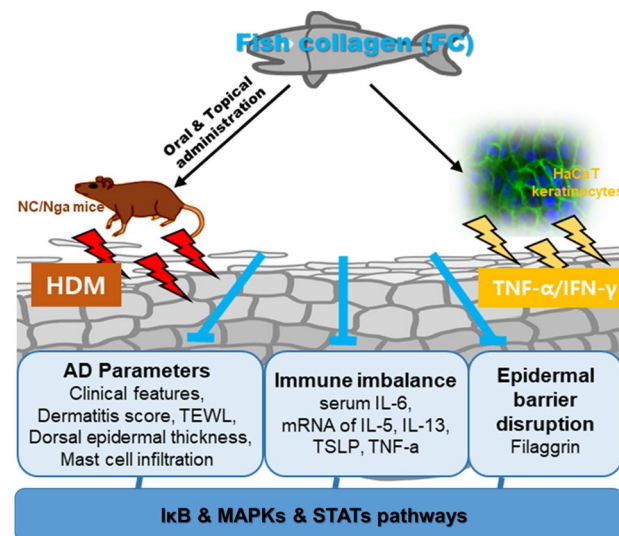 Fish collagen (FC)
Oral & Topical
administration
NC/Nga mice
HaCaT
keratinocytes
HDM
TNF-α/IFN-γ
AD Parameters
Clinical features,
Dermatitis score, TEWL,
Dorsal epidermal thickness,
Mast cell infiltration
Immune imbalance
serum IL-6,
mRNA of IL-5, IL-13,
TSLP, TNF-a
Epidermal
barrier
disruption
Filaggrin
IκB & MAPKs & STATs pathways